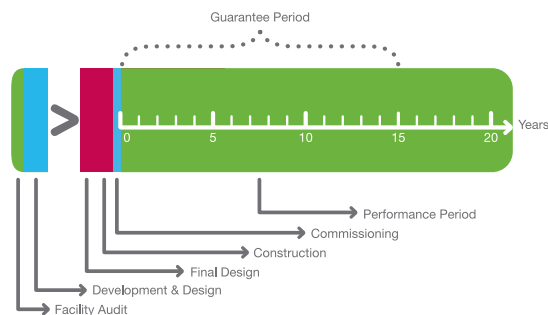 Guarantee Period
>
0 5 10 15 20 Years
Performance Period
Commissioning
Construction
Final Design
Development & Design
Facility Audit